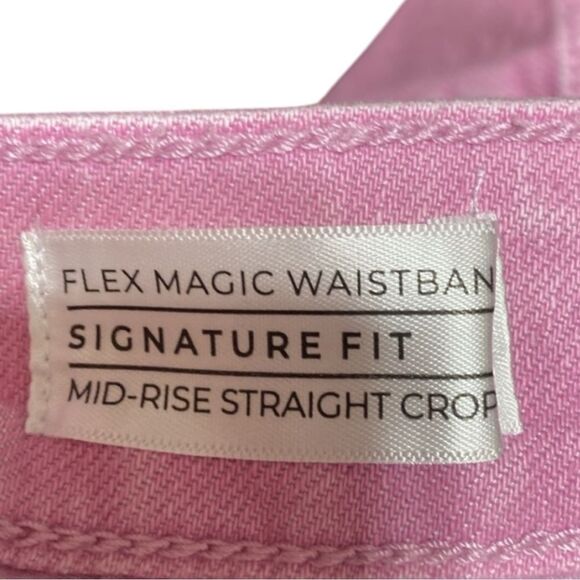 FLEX MAGIC WAISTBAN
SIGNATURE FIT
MID-RISE STRAIGHT CROP